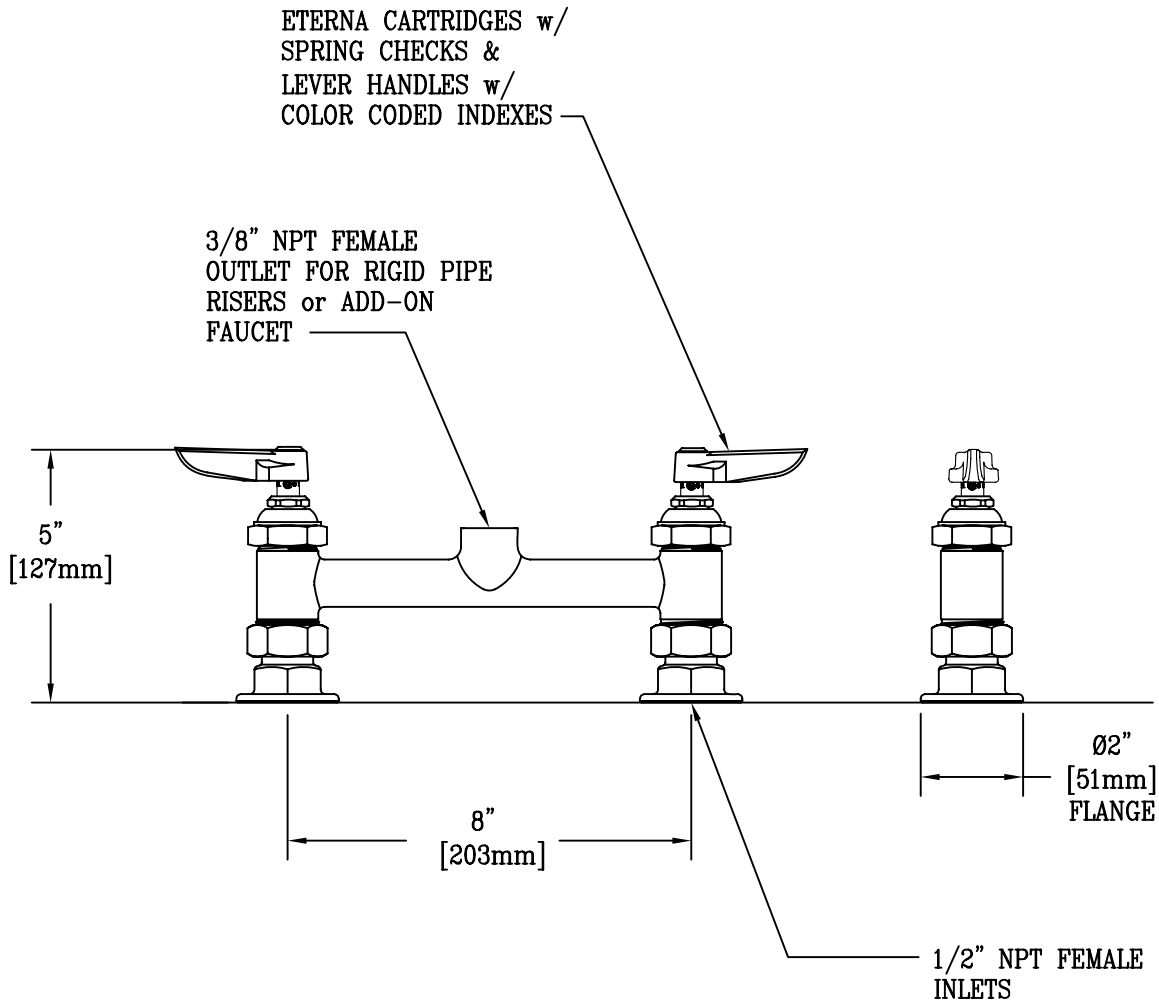 ETERNA CARTRIDGES w/
SPRING CHECKS &
LEVER HANDLES w/
COLOR CODED INDEXES
3/8" NPT FEMALE
OUTLET FOR RIGID PIPE
RISERS or ADD-ON
FAUCET
5"
[127mm]
Ø2"
[51mm]
FLANGE
8"
[203mm]
1/2" NPT FEMALE
INLETS